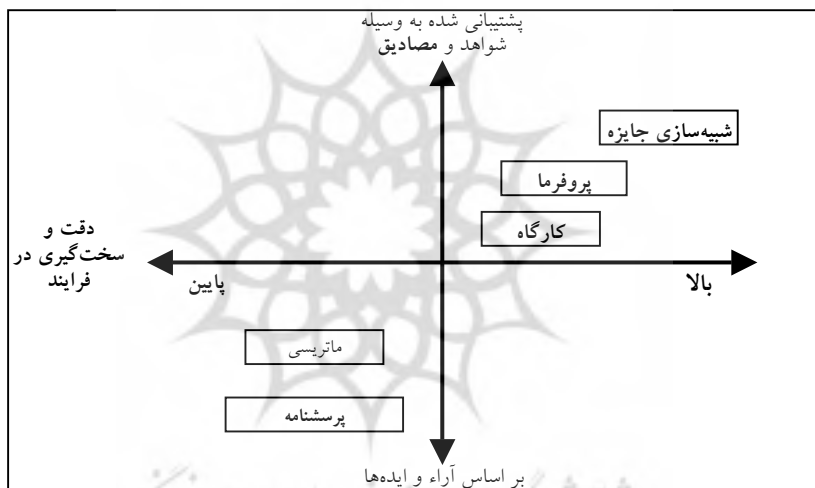 پشتیبانی شده به وسیله
شواهد و مصادیق
شبیه‌سازی جایزه
پروفرما
کارگاه
دقت و
سخت‌گیری در
فرایند
بالا
پایین
ماتریسی
پرسشنامه
بر اساس آراء و ایده‌ها